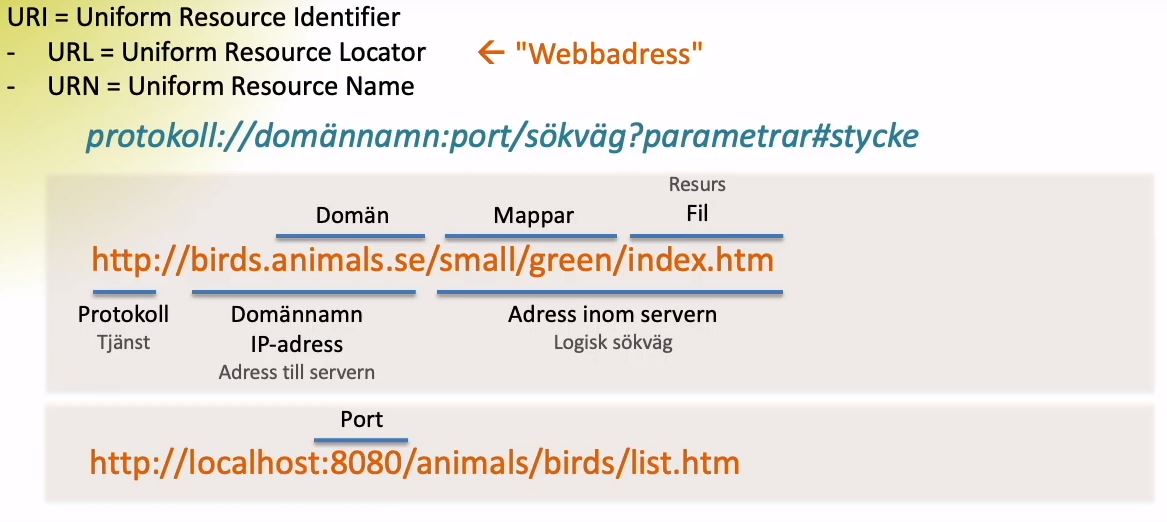 URI = Uniform Resource Identifier
- URL = Uniform Resource Locator ← "Webbadress"
- URN = Uniform Resource Name
protokoll://domännamn:port/sökväg?parametrar#stycke
Resurs
Domän Mappar Fil
http://birds.animals.se/small/green/index.htm
Protokoll Domännamn Adress inom servern
Tjänst IP-adress Logisk sökväg
Adress till servern
Port
http://localhost:8080/animals/birds/list.htm